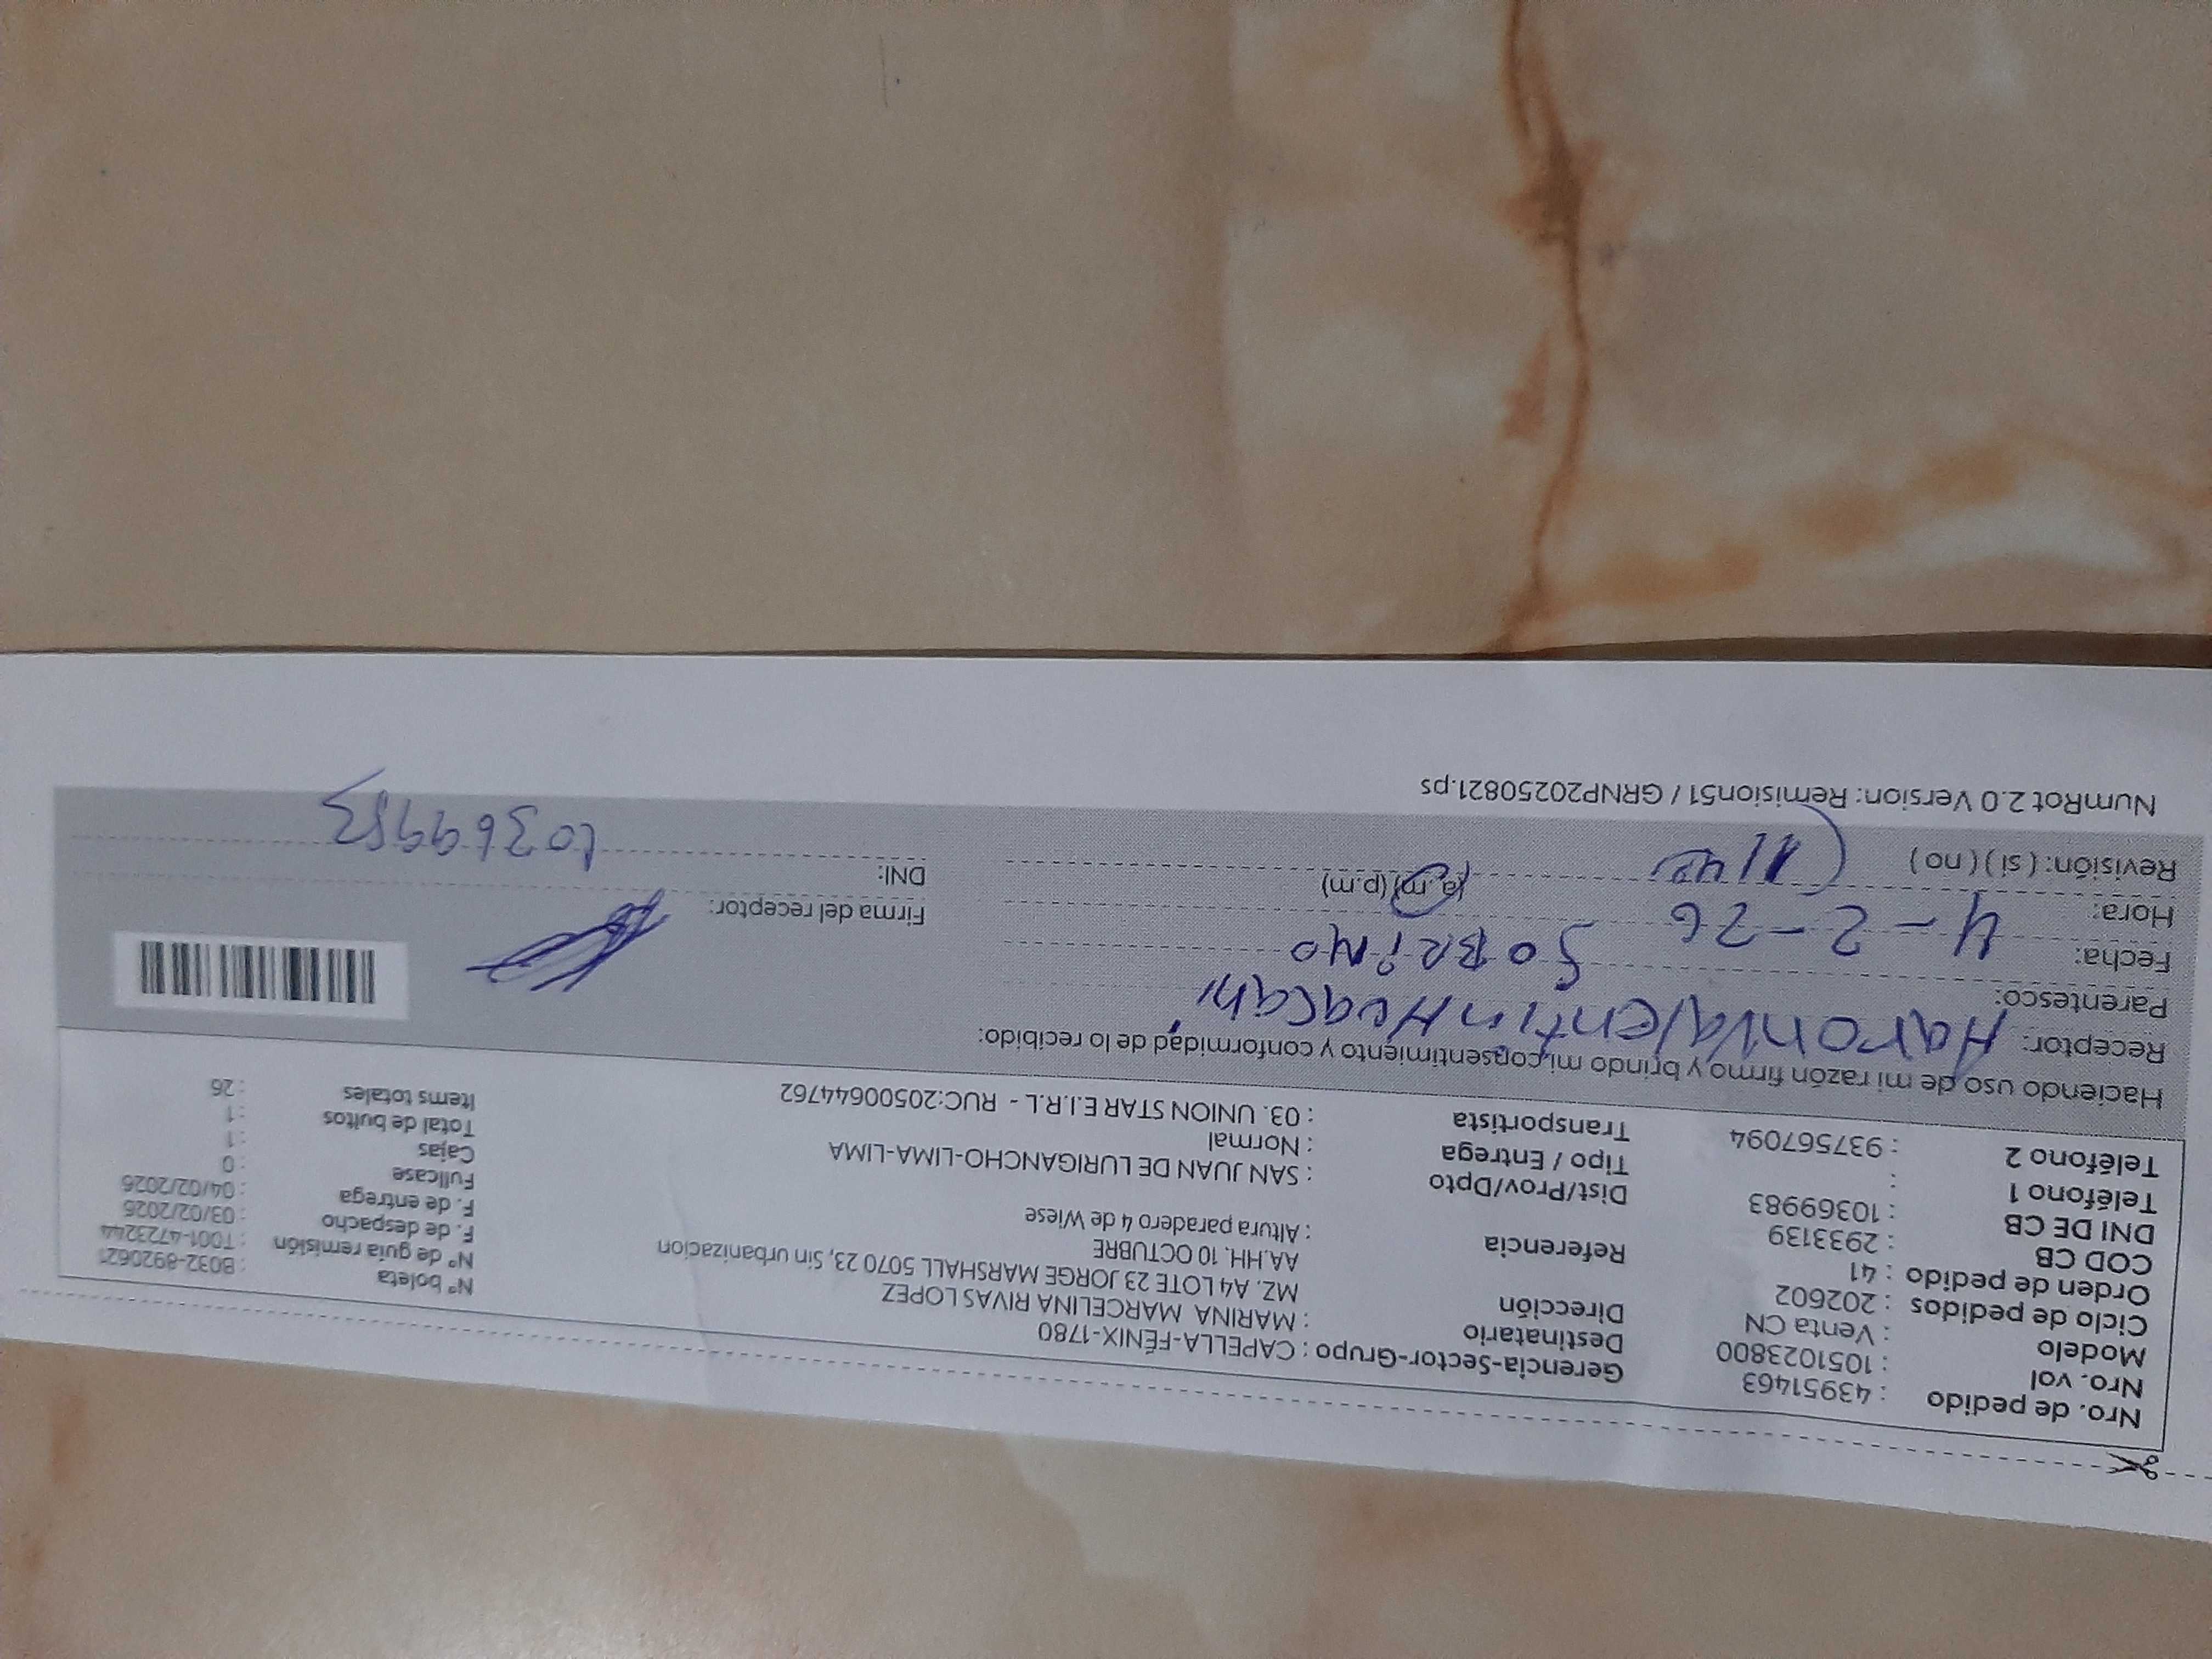 Nro. de pedido : 43951463
Nro. vol : 1051023800
Modelo : Venta CN
Ciclo de pedidos : 202602
Orden de pedido : 41
COD CB : 2933139
DNI DE CB : 10369983
Teléfono 1 :
Teléfono 2 : 937567094
Gerencia-Sector-Grupo : CAPELLA-FÉNIX-1780
Destinatario : MARINA MARCELINA RIVAS LOPEZ
Dirección MZ. A4 LOTE 23 JORGE MARSHALL 5070 23, Sin urbanizacion
AA.HH. 10 OCTUBRE
Referencia : Altura paradero 4 de Wiese
Dist/Prov/Dpto : SAN JUAN DE LURIGANCHO-LIMA-LIMA
Tipo / Entrega : Normal
Transportista : 03. UNION STAR E.I.R.L - RUC:20500644762
N° boleta : B032-892062
N° de guía remisión : T001-4723244
F. de despacho : 03/02/2026
F. de entrega : 04/02/2026
Fullcase : 0
Cajas : 1
Total de bultos : 1
Items totales : 26
Haciendo uso de mi razón firmo y brindo mi consentimiento y conformidad de lo recibido:
Receptor: Haron Valentin Huacahi
Parentesco: SOBRiNO
Fecha: 4-2-26
Hora: 1140 (a.m) (p.m)
Revisión: ( si ) ( no )
Firma del receptor:
DNI: 10369983
NumRot 2.0 Version: Remision51 / GRNP20250821.ps